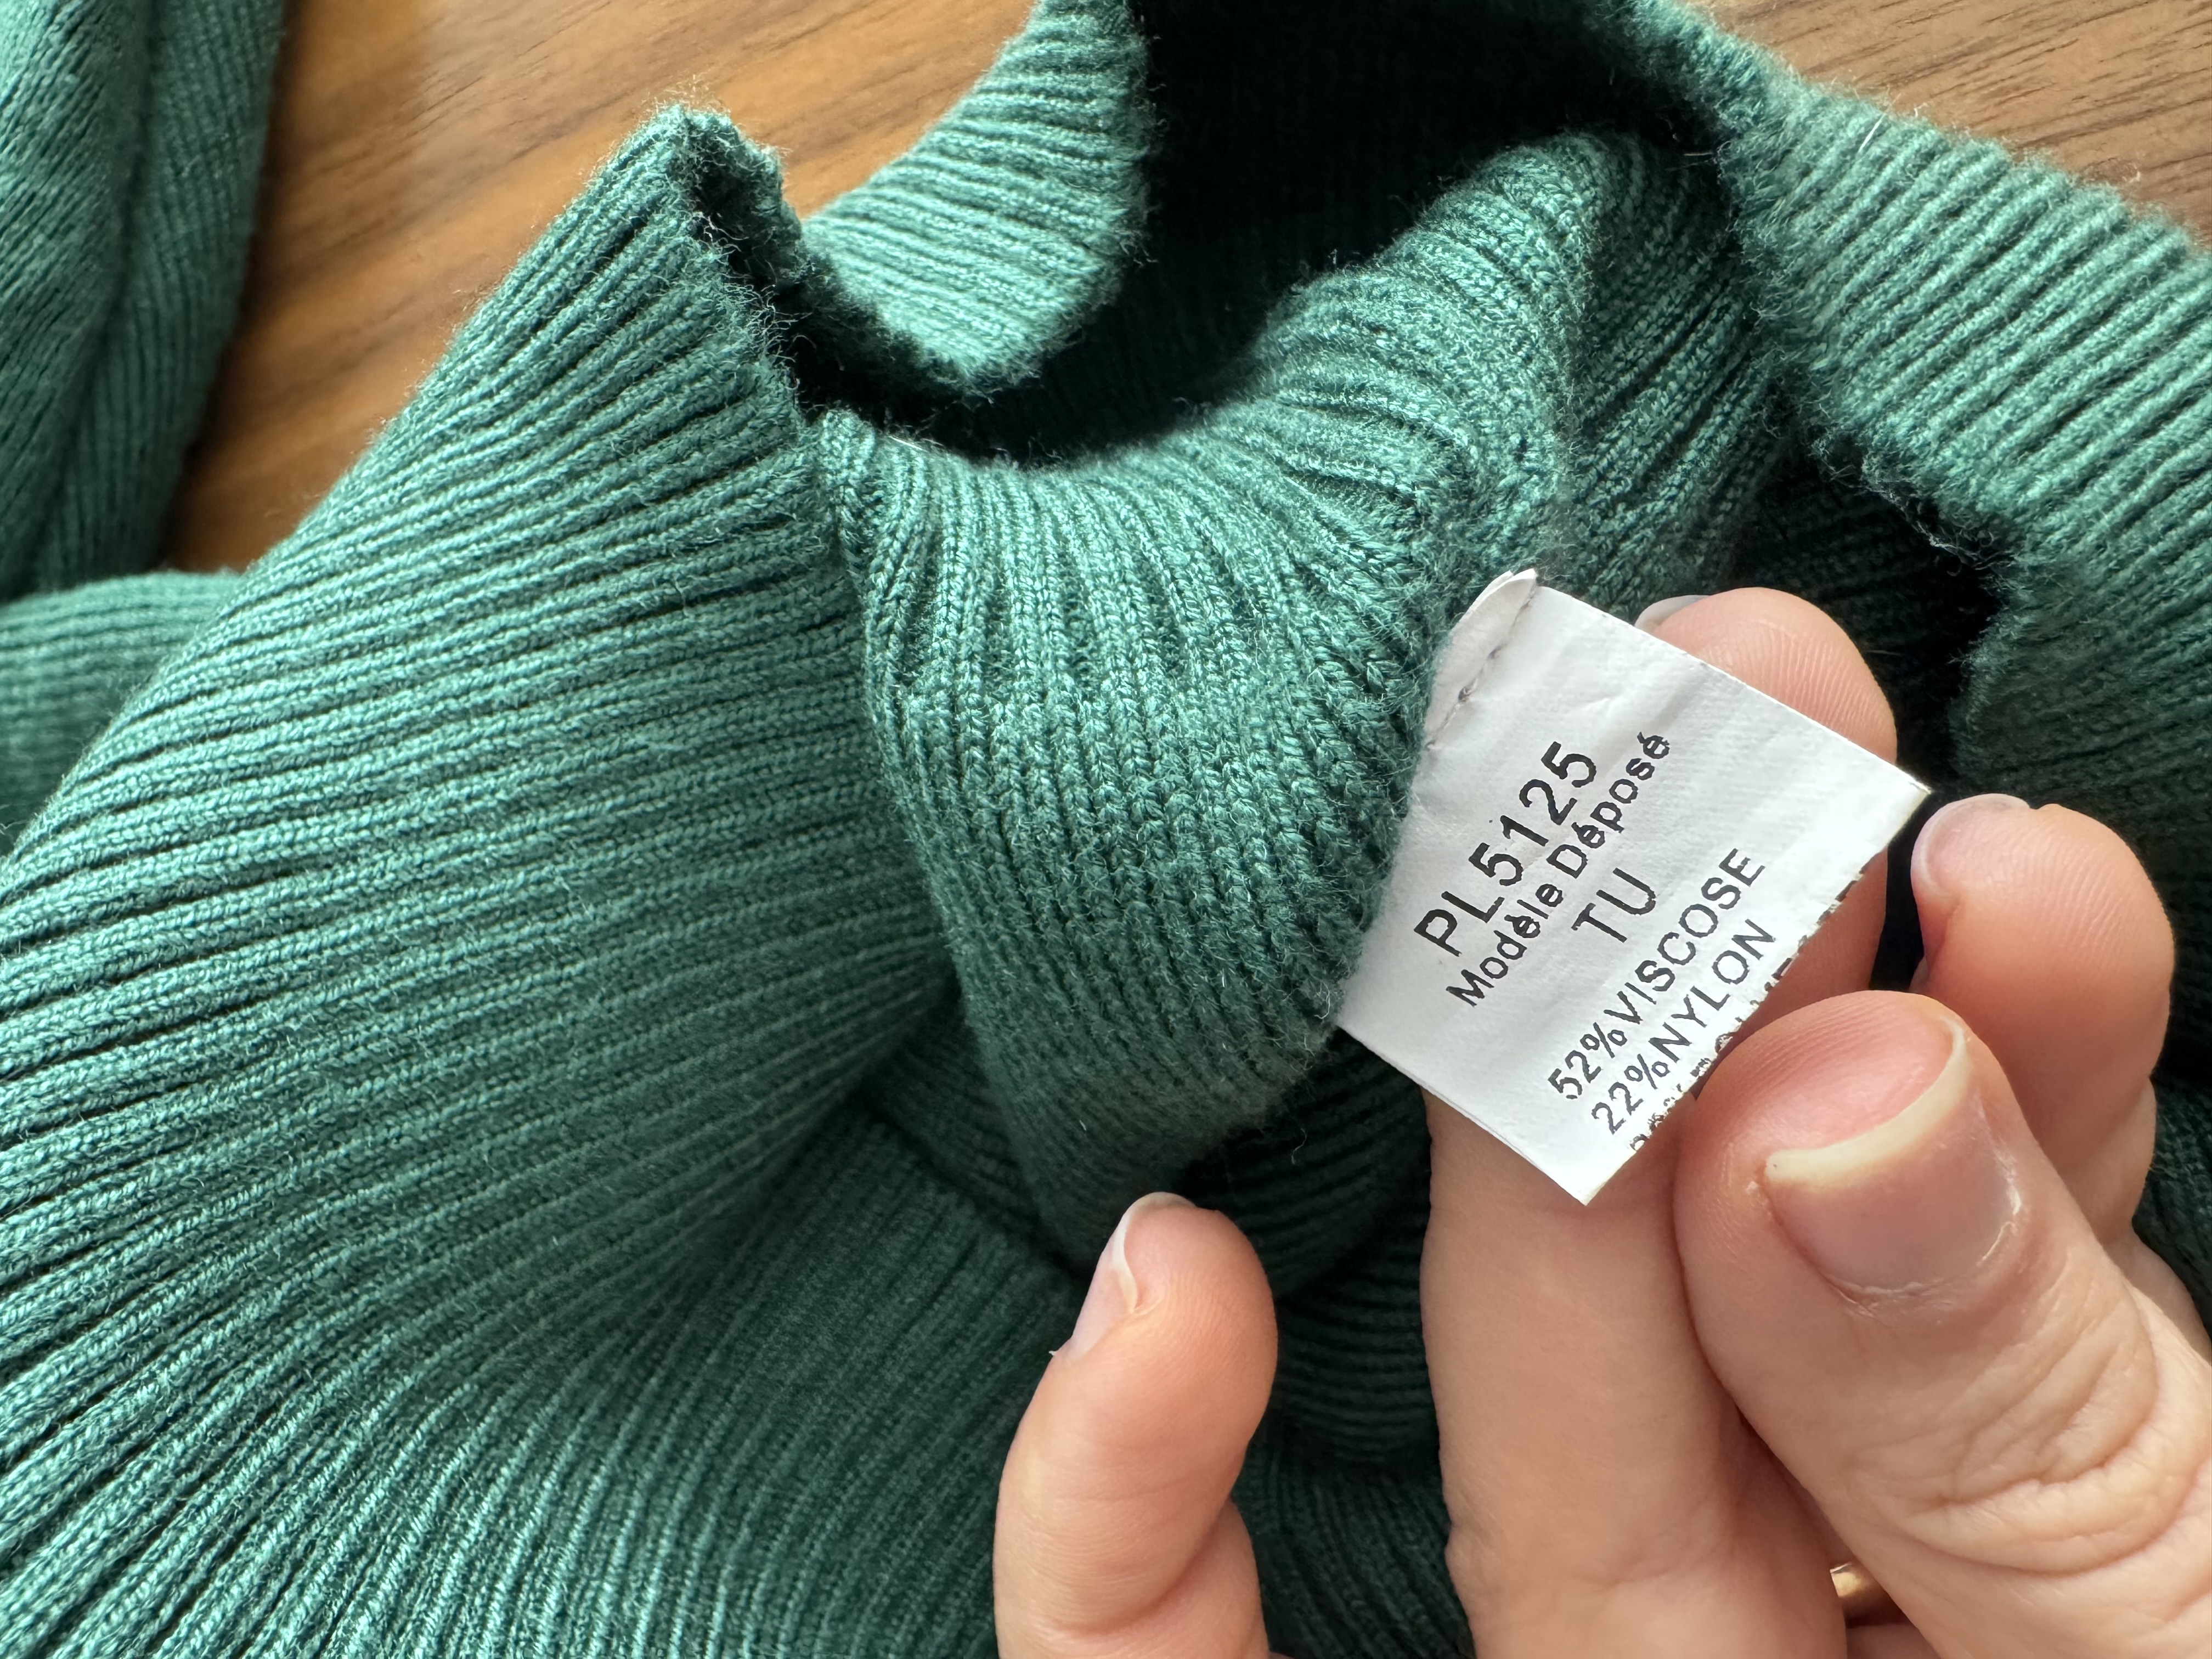 PL5125
Modèle Déposé
TU
52%VISCOSE
22%NYLON